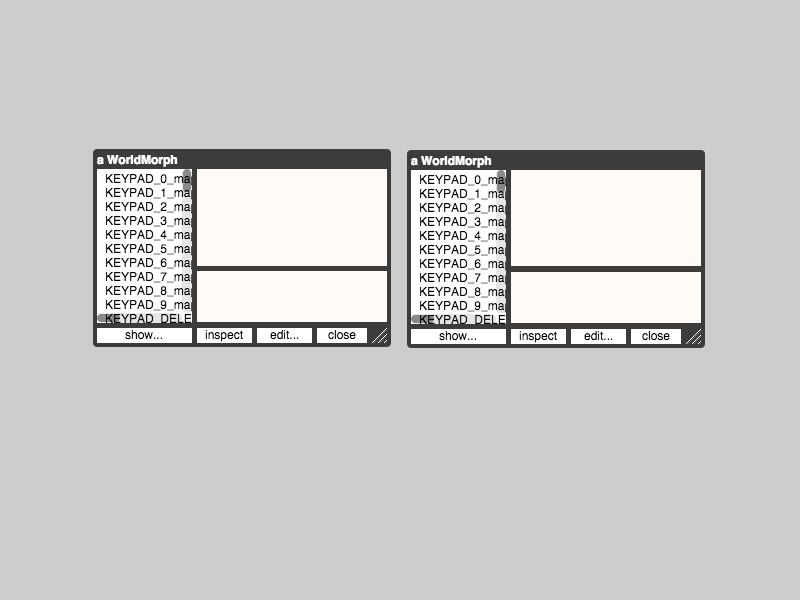 a WorldMorph
KEYPAD_0_ma
KEYPAD_1_ma
KEYPAD_2_ma
KEYPAD_3_ma
KEYPAD_4_ma
KEYPAD_5_ma
KEYPAD_6_ma
KEYPAD_7_ma
KEYPAD_8_ma
KEYPAD_9_ma
KEYPAD_DELE
show... inspect edit... close
a WorldMorph
KEYPAD_0_ma
KEYPAD_1_ma
KEYPAD_2_ma
KEYPAD_3_ma
KEYPAD_4_ma
KEYPAD_5_ma
KEYPAD_6_ma
KEYPAD_7_ma
KEYPAD_8_ma
KEYPAD_9_ma
KEYPAD_DELE
show... inspect edit... close